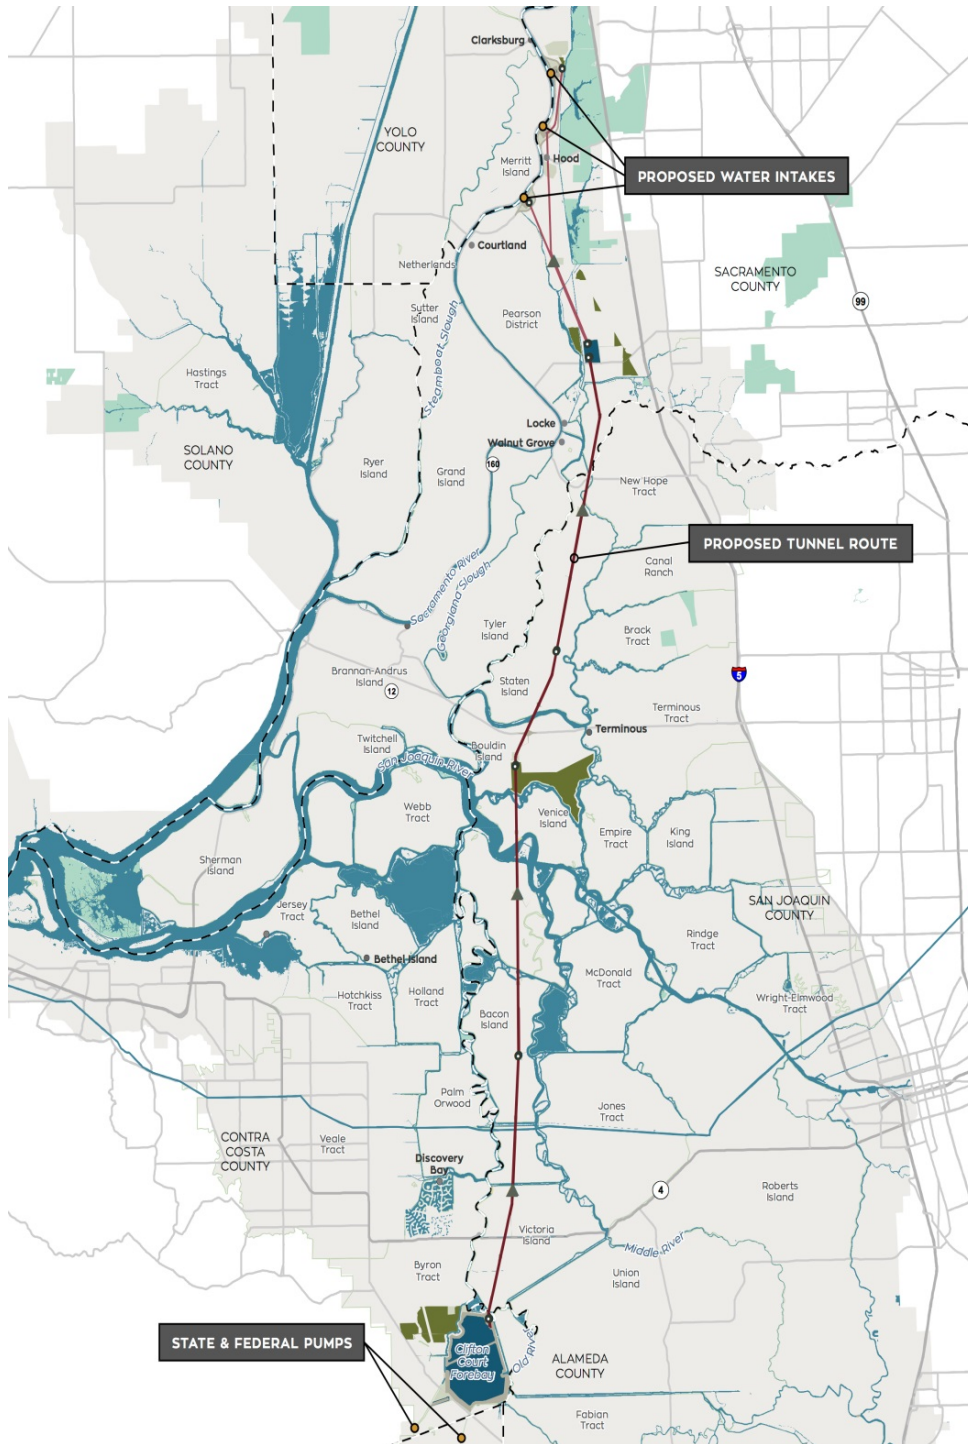 Clarksburg
YOLO
COUNTY
Merritt
Island
Hood
PROPOSED WATER INTAKES
Courtland
Netherlands
SACRAMENTO
COUNTY
99
Sutter
Island
Steamboat Slough
Pearson
District
Hastings
Tract
Locke
Walnut Grove
SOLANO
COUNTY
Ryer
Island
Grand
Island
160
New Hope
Tract
PROPOSED TUNNEL ROUTE
Canal
Ranch
Sacramento River
Georgiana Slough
Tyler
Island
Brack
Tract
Brannan-Andrus
Island
12
Staten
Island
5
Terminous
Tract
Terminous
Twitchell
Island
Bouldin
Island
San Joaquin River
Webb
Tract
Venice
Island
Empire
Tract
King
Island
Sherman
Island
Jersey
Tract
Bethel
Island
SAN JOAQUIN
COUNTY
Rindge
Tract
Bethel Island
Hotchkiss
Tract
Holland
Tract
McDonald
Tract
Wright-Elmwood
Tract
Bacon
Island
Palm
Orwood
Jones
Tract
CONTRA
COSTA
COUNTY
Veale
Tract
Discovery
Bay
4
Roberts
Island
Victoria
Island
Middle River
Byron
Tract
Union
Island
STATE & FEDERAL PUMPS
Clifton
Court
Forebay
Old River
ALAMEDA
COUNTY
Fabian
Tract